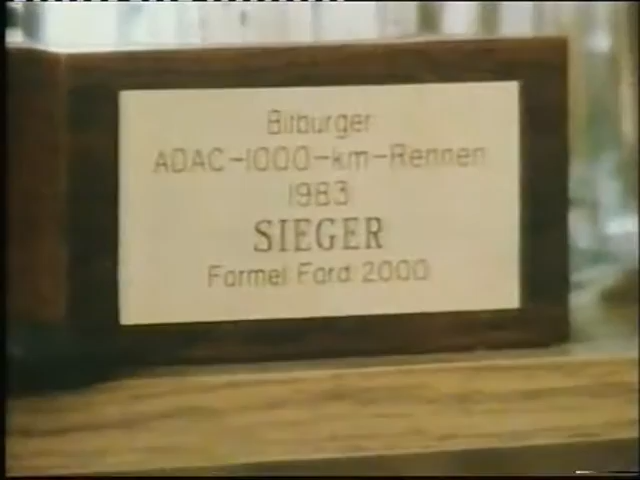 Bitburger
ADAC-1000-km-Rennen
1983
SIEGER
Formel Ford 2000